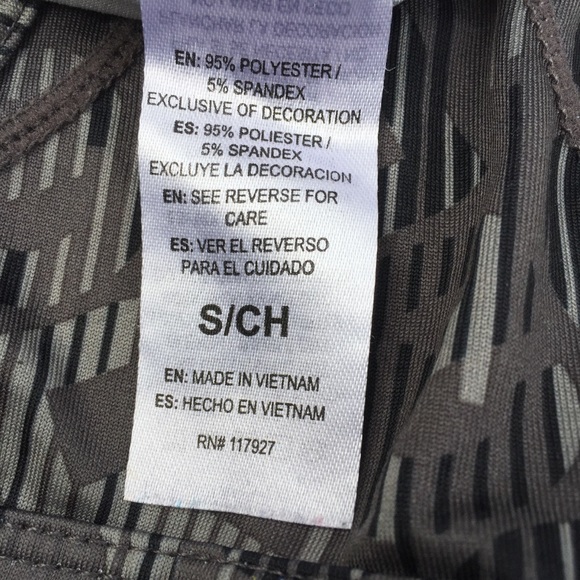 EN: 95% POLYESTER /
5% SPANDEX
EXCLUSIVE OF DECORATION
ES: 95% POLIESTER /
5% SPANDEX
EXCLUYE LA DECORACION
EN: SEE REVERSE FOR
CARE
ES: VER EL REVERSO
PARA EL CUIDADO
S/CH
EN: MADE IN VIETNAM
ES: HECHO EN VIETNAM
RN# 117927